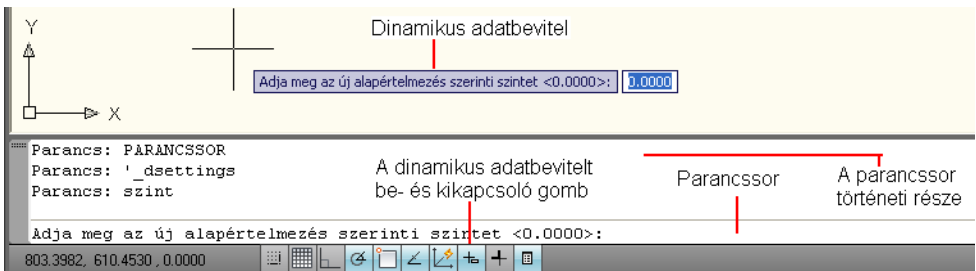 Y
Dinamikus adatbevitel
Adja meg az új alapértelmezés szerinti szintet <0.0000>: 0.0000
X
Parancs: PARANCSSOR
Parancs: '_dsettings
Parancs: szint
A dinamikus adatbevitelt
be- és kikapcsoló gomb
Parancssor
A parancssor
történeti része
Adja meg az új alapértelmezés szerinti szintet <0.0000>:
803.3982, 610.4530 , 0.0000